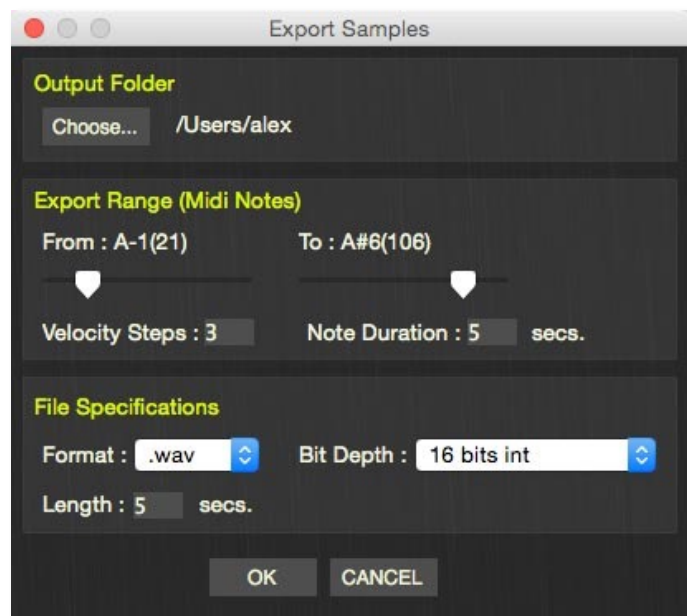 Export Samples
Output Folder
Choose... /Users/alex
Export Range (Midi Notes)
From : A-1(21) To : A#6(106)
Velocity Steps : 3 Note Duration : 5 secs.
File Specifications
Format : .wav Bit Depth : 16 bits int
Length : 5 secs.
OK CANCEL